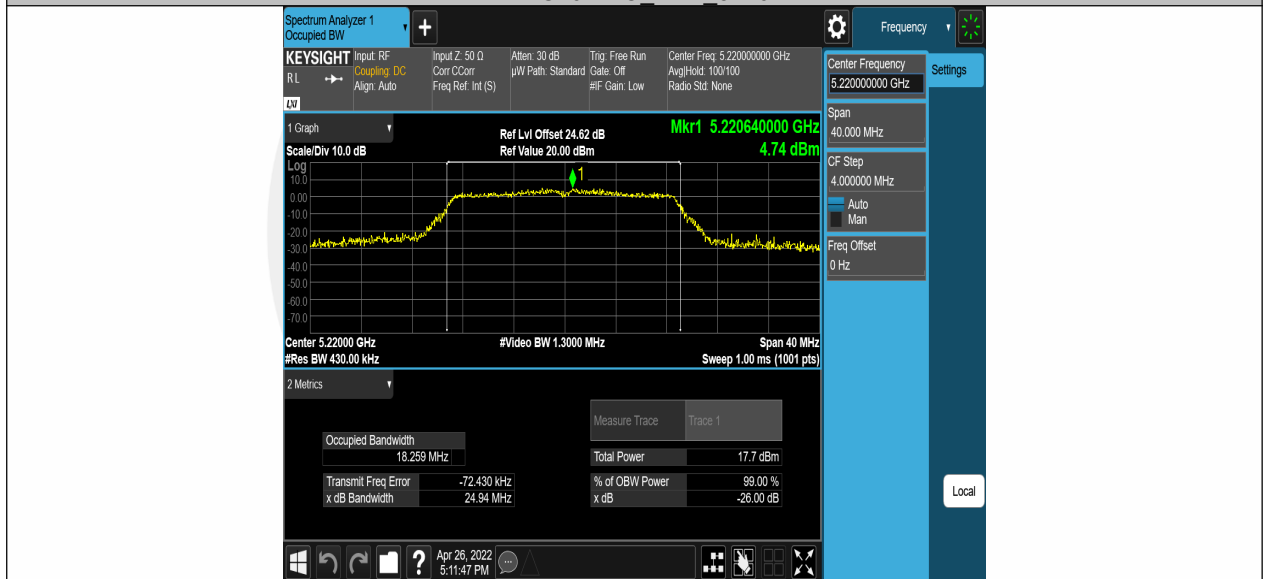 Spectrum Analyzer 1
Occupied BW
+
Frequency
KEYSIGHT
RL
LXI
Input: RF
Coupling: DC
Align: Auto
Input Z: 50 Ω
Corr CCorr
Freq Ref: Int (S)
Atten: 30 dB
µW Path: Standard
Trig: Free Run
Gate: Off
#IF Gain: Low
Center Freq: 5.220000000 GHz
Avg|Hold: 100/100
Radio Std: None
Center Frequency
5.220000000 GHz
Settings
Span
40.000 MHz
CF Step
4.000000 MHz
Auto
Man
Freq Offset
0 Hz
Local
1 Graph
Scale/Div 10.0 dB
Ref Lvl Offset 24.62 dB
Ref Value 20.00 dBm
Mkr1 5.220640000 GHz
4.74 dBm
Log
10.0
0.00
-10.0
-20.0
-30.0
-40.0
-50.0
-60.0
-70.0
1
Center 5.22000 GHz
#Video BW 1.3000 MHz
Span 40 MHz
#Res BW 430.00 kHz
Sweep 1.00 ms (1001 pts)
2 Metrics
Measure Trace Trace 1
Occupied Bandwidth
18.259 MHz
Total Power 17.7 dBm
Transmit Freq Error -72.430 kHz
% of OBW Power 99.00 %
x dB Bandwidth 24.94 MHz
x dB -26.00 dB
?
Apr 26, 2022
5:11:47 PM